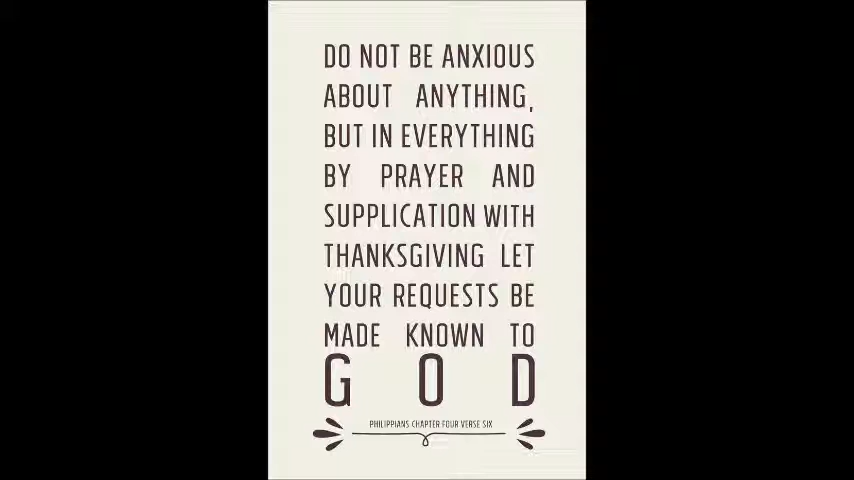 DO NOT BE ANXIOUS
ABOUT ANYTHING,
BUT IN EVERYTHING
BY PRAYER AND
SUPPLICATION WITH
THANKSGIVING LET
YOUR REQUESTS BE
MADE KNOWN TO
GOD
PHILIPPIANS CHAPTER FOUR VERSE SIX